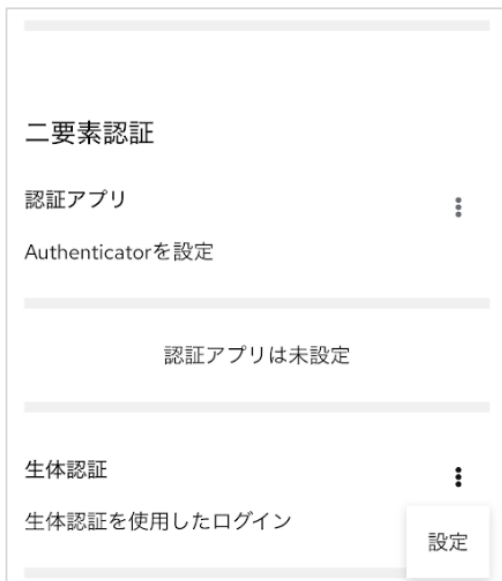 二要素認証
認証アプリ
Authenticatorを設定
認証アプリは未設定
生体認証
生体認証を使用したログイン
設定